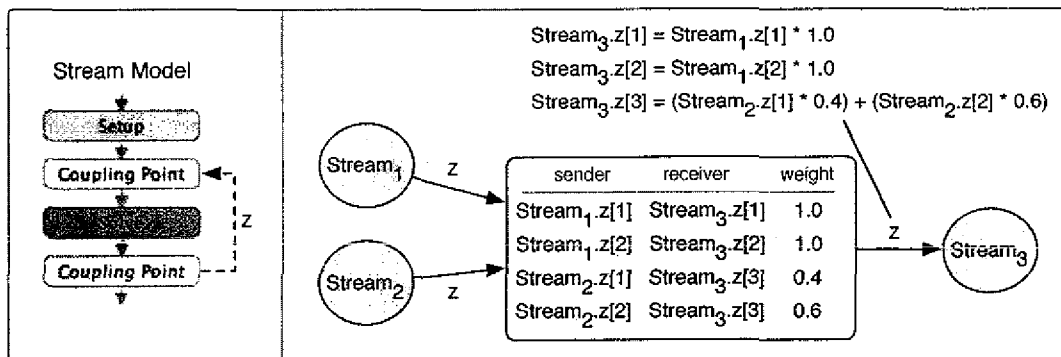 Stream Model
Setup
Coupling Point
z
Coupling Point
Stream₃.z[1] = Stream₁.z[1] * 1.0
Stream₃.z[2] = Stream₁.z[2] * 1.0
Stream₃.z[3] = (Stream₂.z[1] * 0.4) + (Stream₂.z[2] * 0.6)
Stream₁
z
Stream₂
z
sender receiver weight
Stream₁.z[1] Stream₃.z[1] 1.0
Stream₁.z[2] Stream₃.z[2] 1.0
Stream₂.z[1] Stream₃.z[3] 0.4
Stream₂.z[2] Stream₃.z[3] 0.6
z
Stream₃